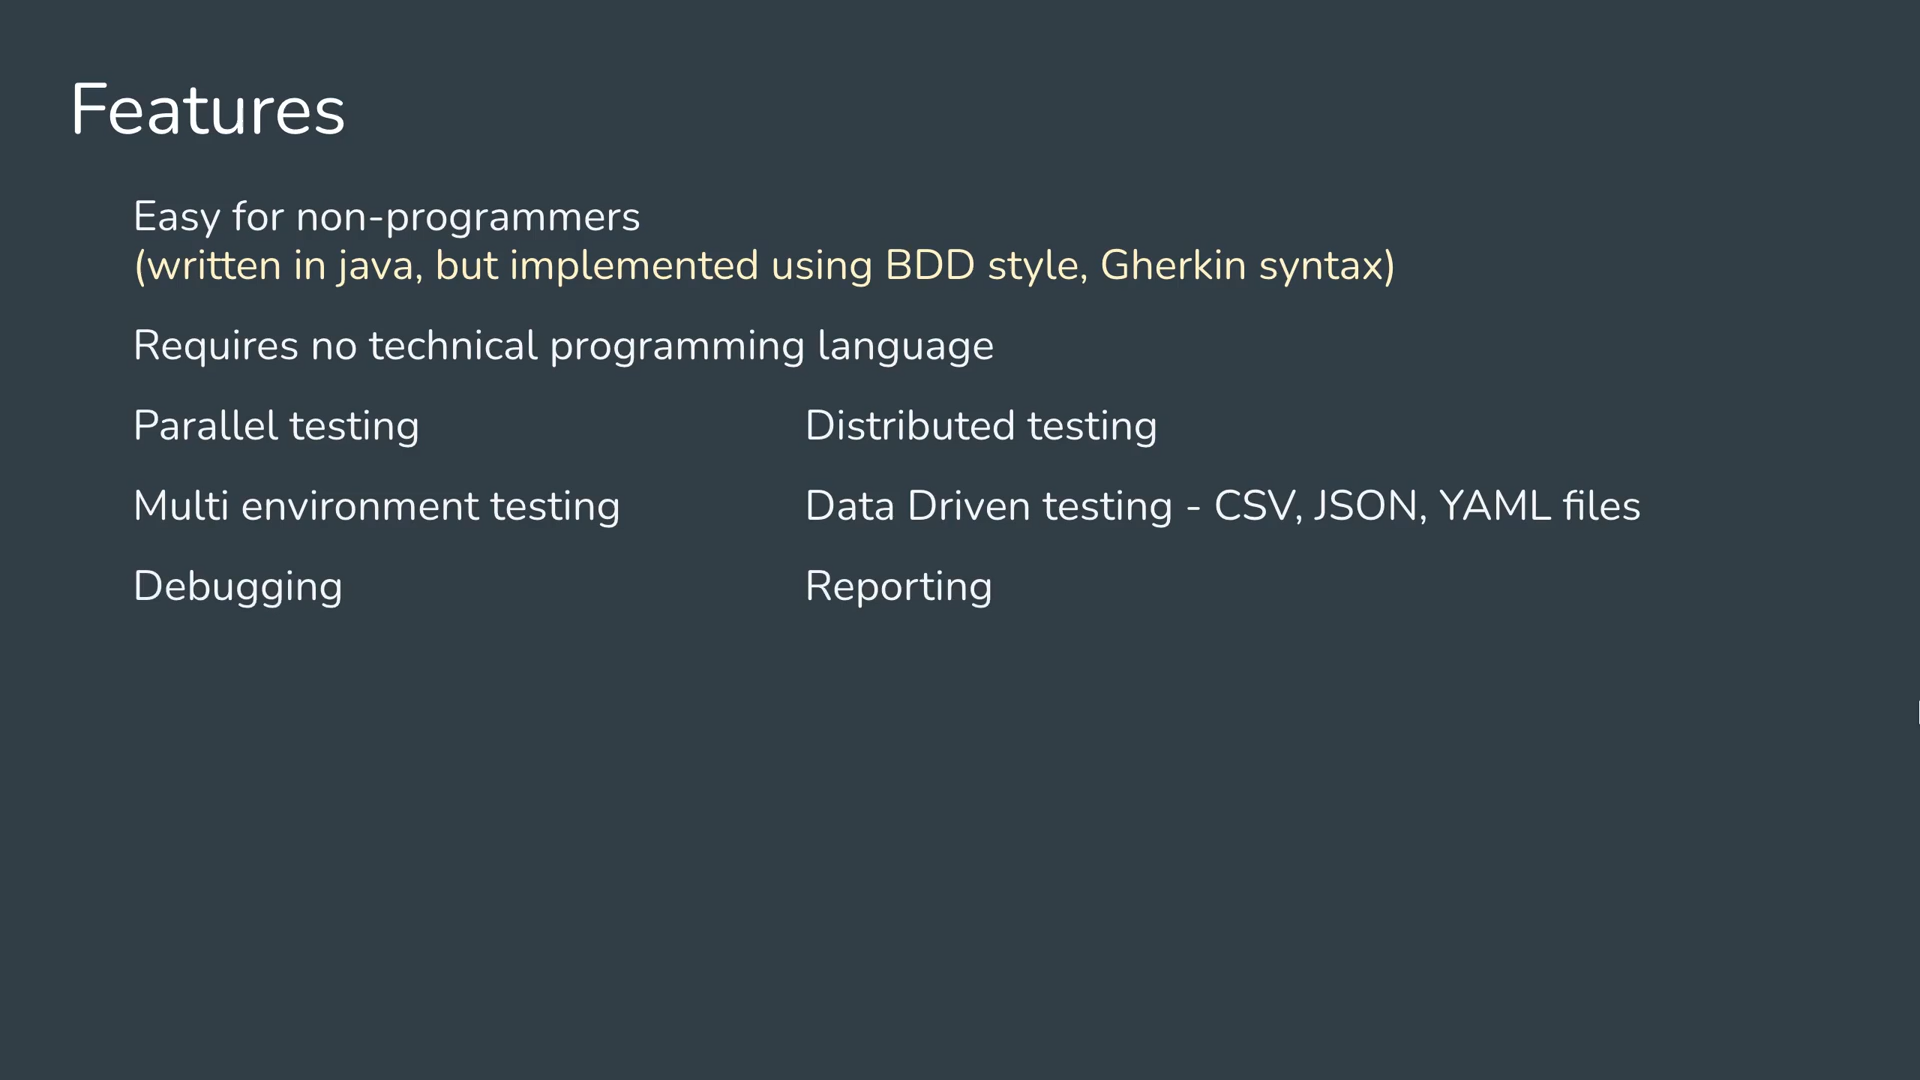 Features
Easy for non-programmers
(written in java, but implemented using BDD style, Gherkin syntax)
Requires no technical programming language
Parallel testing
Distributed testing
Multi environment testing
Data Driven testing - CSV, JSON, YAML files
Debugging
Reporting